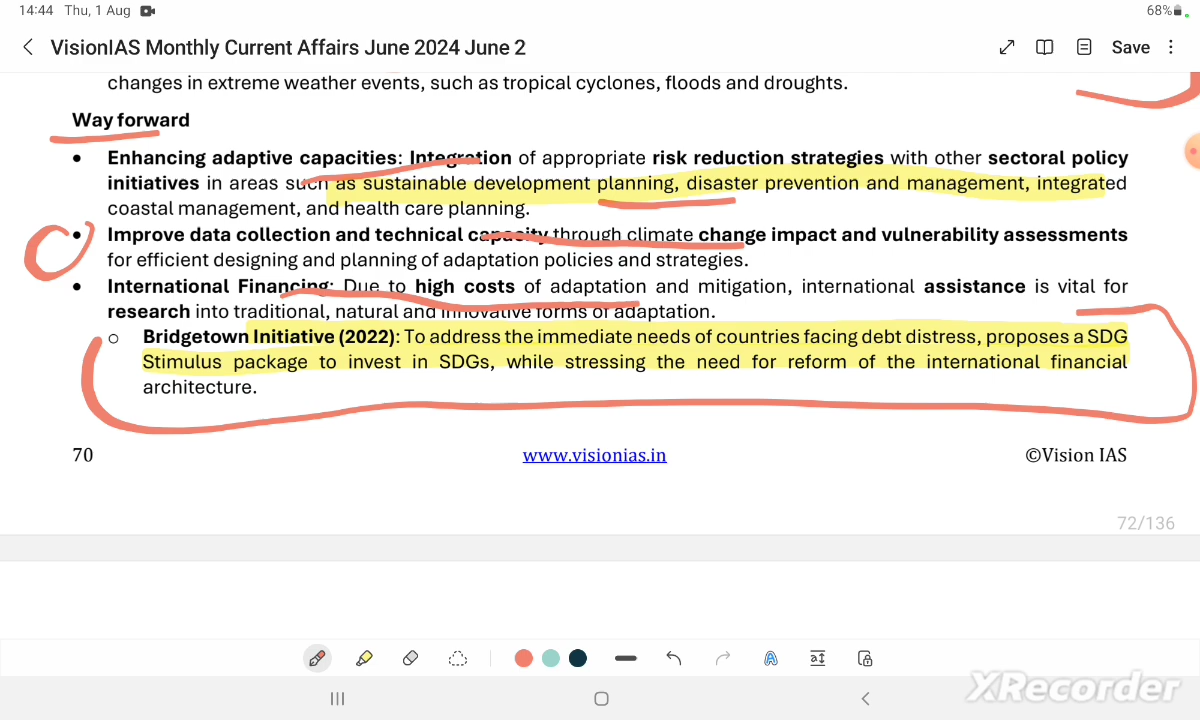 14:44 Thu, 1 Aug
68%
VisionIAS Monthly Current Affairs June 2024 June 2
Save
changes in extreme weather events, such as tropical cyclones, floods and droughts.
Way forward
• Enhancing adaptive capacities: Integration of appropriate risk reduction strategies with other sectoral policy
initiatives in areas such as sustainable development planning, disaster prevention and management, integrated
coastal management, and health care planning.
• Improve data collection and technical capacity through climate change impact and vulnerability assessments
for efficient designing and planning of adaptation policies and strategies.
• International Financing: Due to high costs of adaptation and mitigation, international assistance is vital for
research into traditional, natural and innovative forms of adaptation.
o Bridgetown Initiative (2022): To address the immediate needs of countries facing debt distress, proposes a SDG
Stimulus package to invest in SDGs, while stressing the need for reform of the international financial
architecture.
70
www.visionias.in
©Vision IAS
72/136
XRecorder